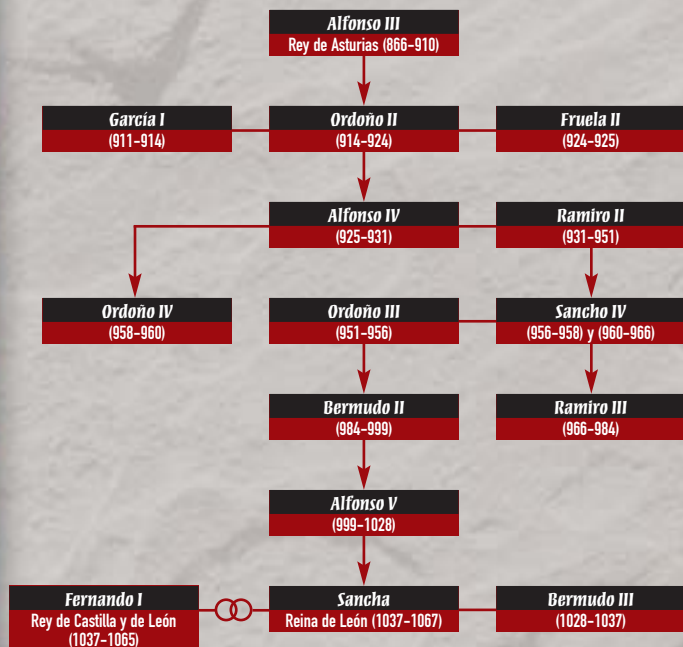 Alfonso III
Rey de Asturias (866-910)
García I
(911-914)
Ordoño II
(914-924)
Fruela II
(924-925)
Alfonso IV
(925-931)
Ramiro II
(931-951)
Ordoño IV
(958-960)
Ordoño III
(951-956)
Sancho IV
(956-958) y (960-966)
Bermudo II
(984-999)
Ramiro III
(966-984)
Alfonso V
(999-1028)
Fernando I
Rey de Castilla y de León
(1037-1065)
Sancha
Reina de León (1037-1067)
Bermudo III
(1028-1037)